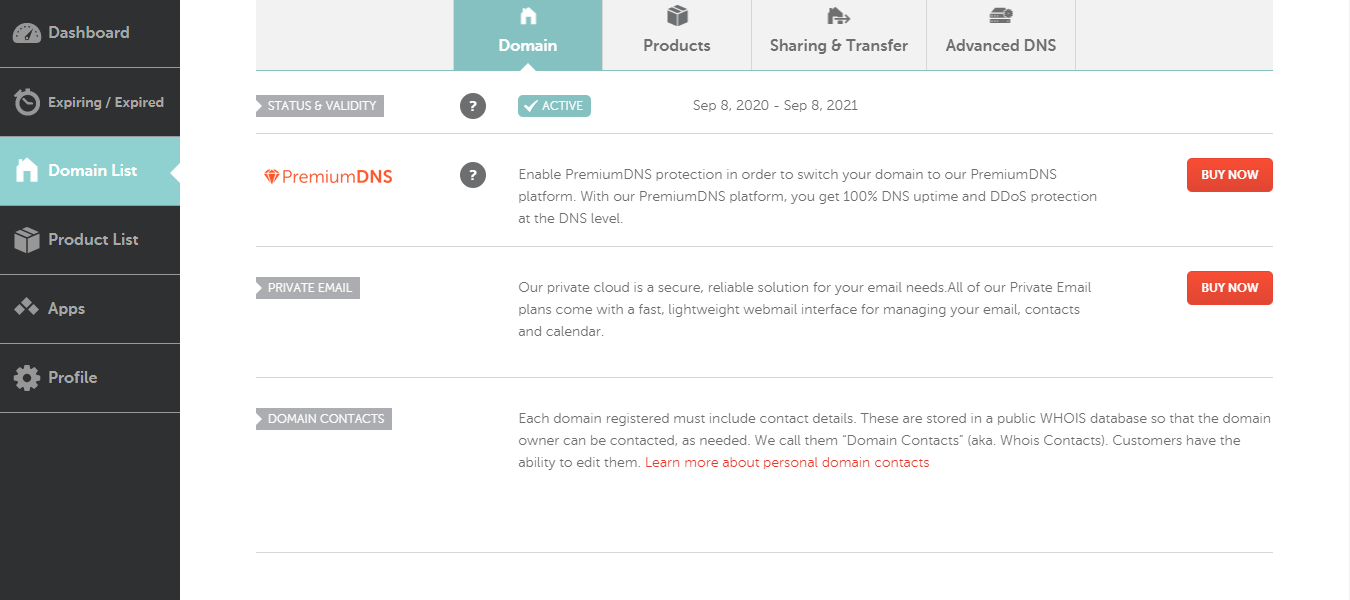 Dashboard
Expiring / Expired
Domain List
Product List
Apps
Profile
Domain
Products
Sharing & Transfer
Advanced DNS
STATUS & VALIDITY
?
ACTIVE
Sep 8, 2020 - Sep 8, 2021
PremiumDNS
?
Enable PremiumDNS protection in order to switch your domain to our PremiumDNS
platform. With our PremiumDNS platform, you get 100% DNS uptime and DDoS protection
at the DNS level.
BUY NOW
PRIVATE EMAIL
Our private cloud is a secure, reliable solution for your email needs.All of our Private Email
plans come with a fast, lightweight webmail interface for managing your email, contacts
and calendar.
BUY NOW
DOMAIN CONTACTS
Each domain registered must include contact details. These are stored in a public WHOIS database so that the domain
owner can be contacted, as needed. We call them "Domain Contacts" (aka. Whois Contacts). Customers have the
ability to edit them. Learn more about personal domain contacts